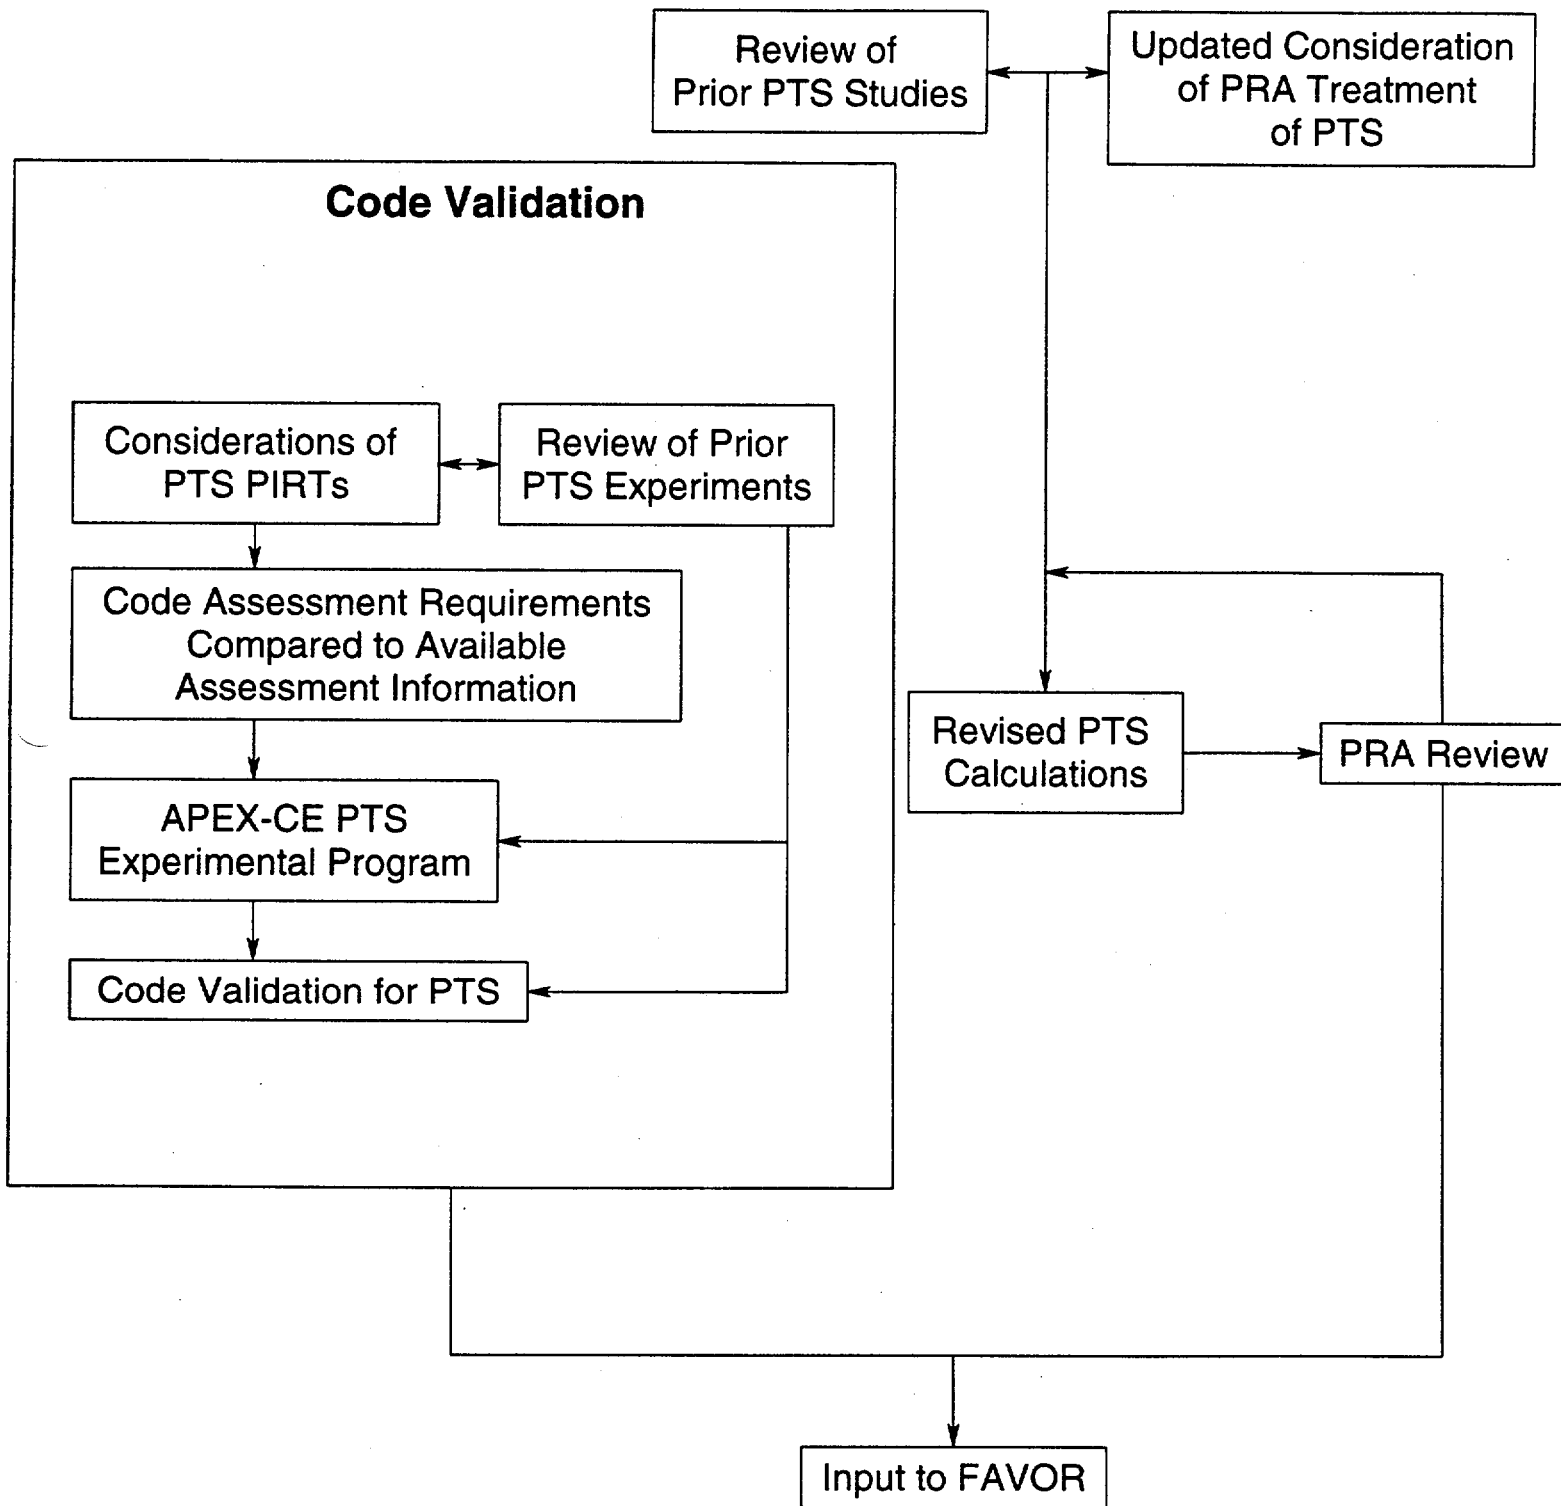 Review of
Prior PTS Studies
Updated Consideration
of PRA Treatment
of PTS
Code Validation
Considerations of
PTS PIRTs
Review of Prior
PTS Experiments
Code Assessment Requirements
Compared to Available
Assessment Information
Revised PTS
Calculations
PRA Review
APEX-CE PTS
Experimental Program
Code Validation for PTS
Input to FAVOR